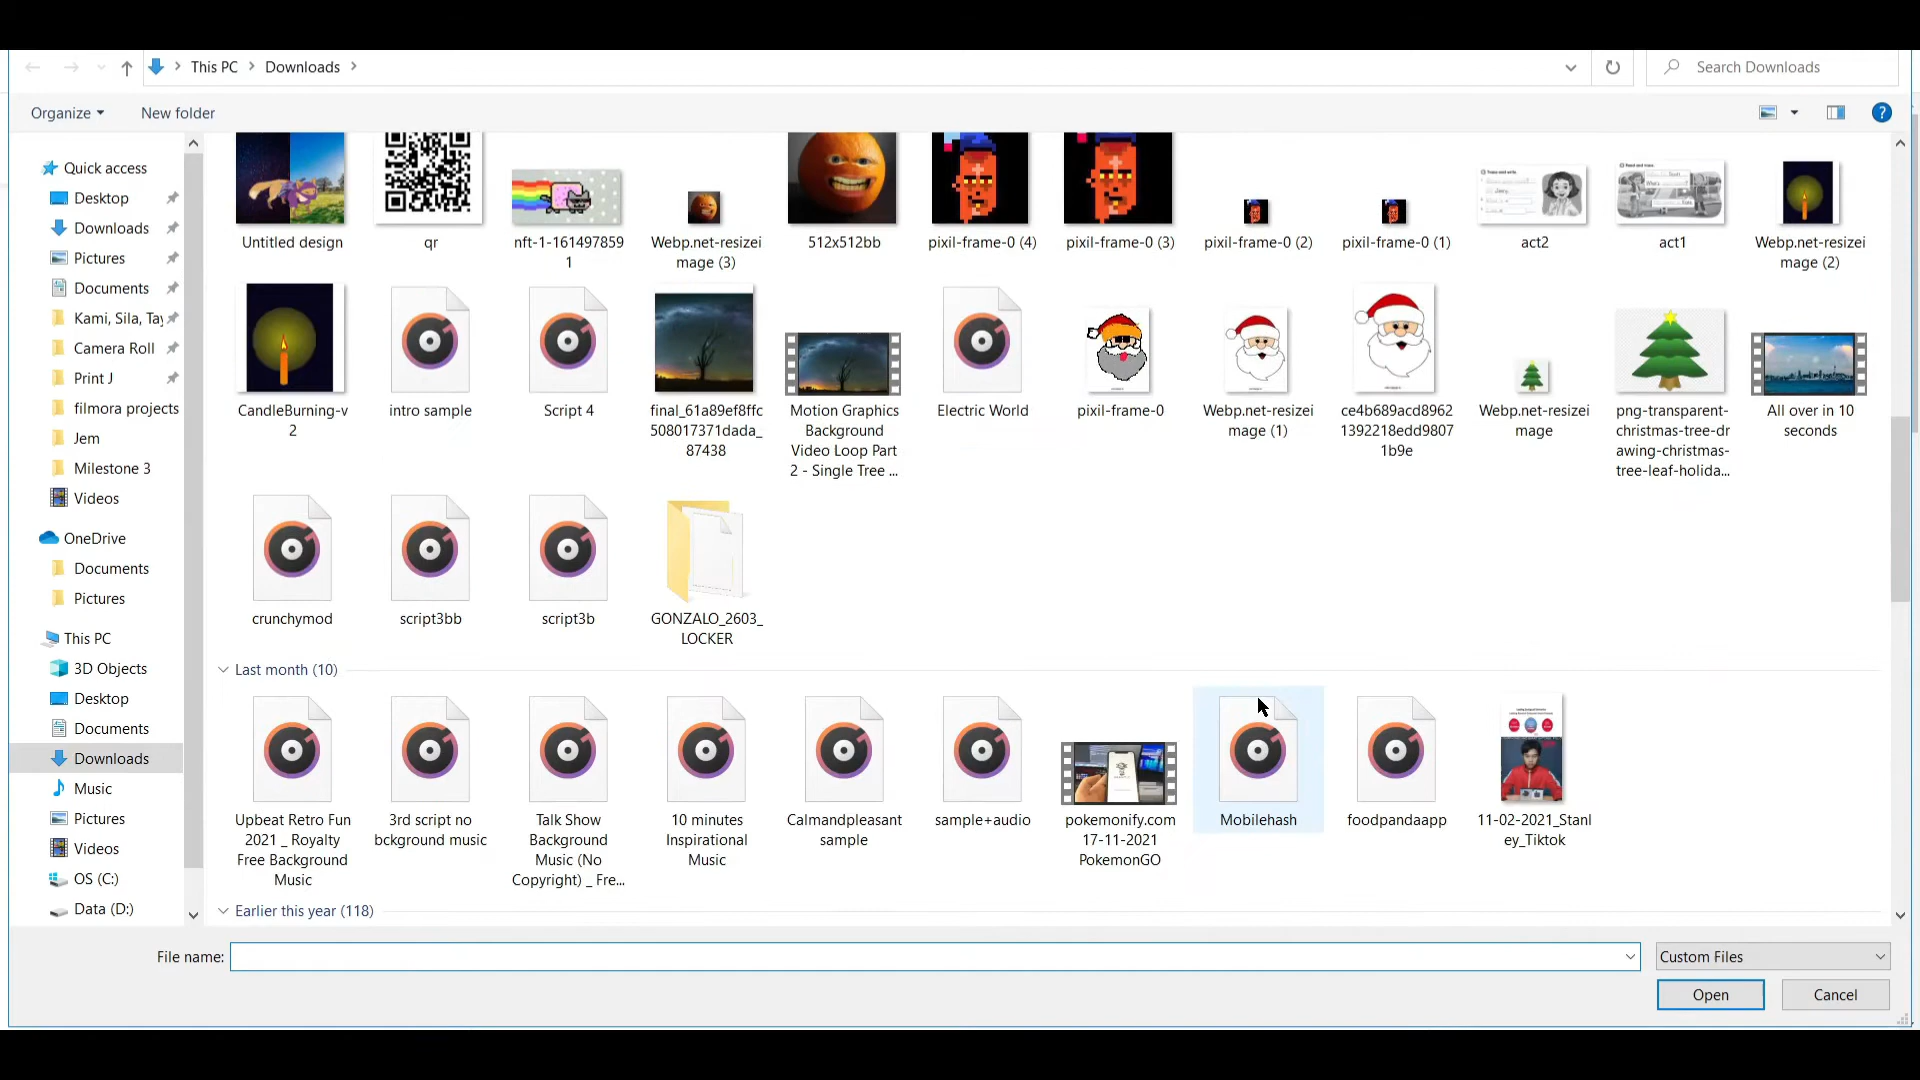 This PC
Downloads
Search Downloads
Organize
New folder
Quick access
Desktop
Downloads
Pictures
Documents
Kami, Sila, Tay
Camera Roll
Print J
filmora projects
Jem
Milestone 3
Videos
OneDrive
Documents
Pictures
This PC
3D Objects
Desktop
Documents
Downloads
Music
Pictures
Videos
OS (C:)
Data (D:)
Untitled design
qr
nft-1-161497859
1
Webp.net-resizei
mage (3)
512x512bb
pixil-frame-0 (4)
pixil-frame-0 (3)
pixil-frame-0 (2)
pixil-frame-0 (1)
act2
act1
Webp.net-resizei
mage (2)
CandleBurning-v
2
intro sample
Script 4
final_61a89ef8ffc
508017371dada_
87438
Motion Graphics
Background
Video Loop Part
2 - Single Tree ...
Electric World
pixil-frame-0
Webp.net-resizei
mage (1)
ce4b689acd8962
1392218edd9807
1b9e
Webp.net-resizei
mage
png-transparent-
christmas-tree-dr
awing-christmas-
tree-leaf-holida...
All over in 10
seconds
crunchymod
script3bb
script3b
GONZALO_2603_
LOCKER
Last month (10)
Upbeat Retro Fun
2021 _ Royalty
Free Background
Music
3rd script no
bckground music
Talk Show
Background
Music (No
Copyright) _ Fre...
10 minutes
Inspirational
Music
Calmandpleasant
sample
sample+audio
pokemonify.com
17-11-2021
PokemonGO
Mobilehash
foodpandaapp
11-02-2021_Stanl
ey_Tiktok
Earlier this year (118)
File name:
Custom Files
Open
Cancel